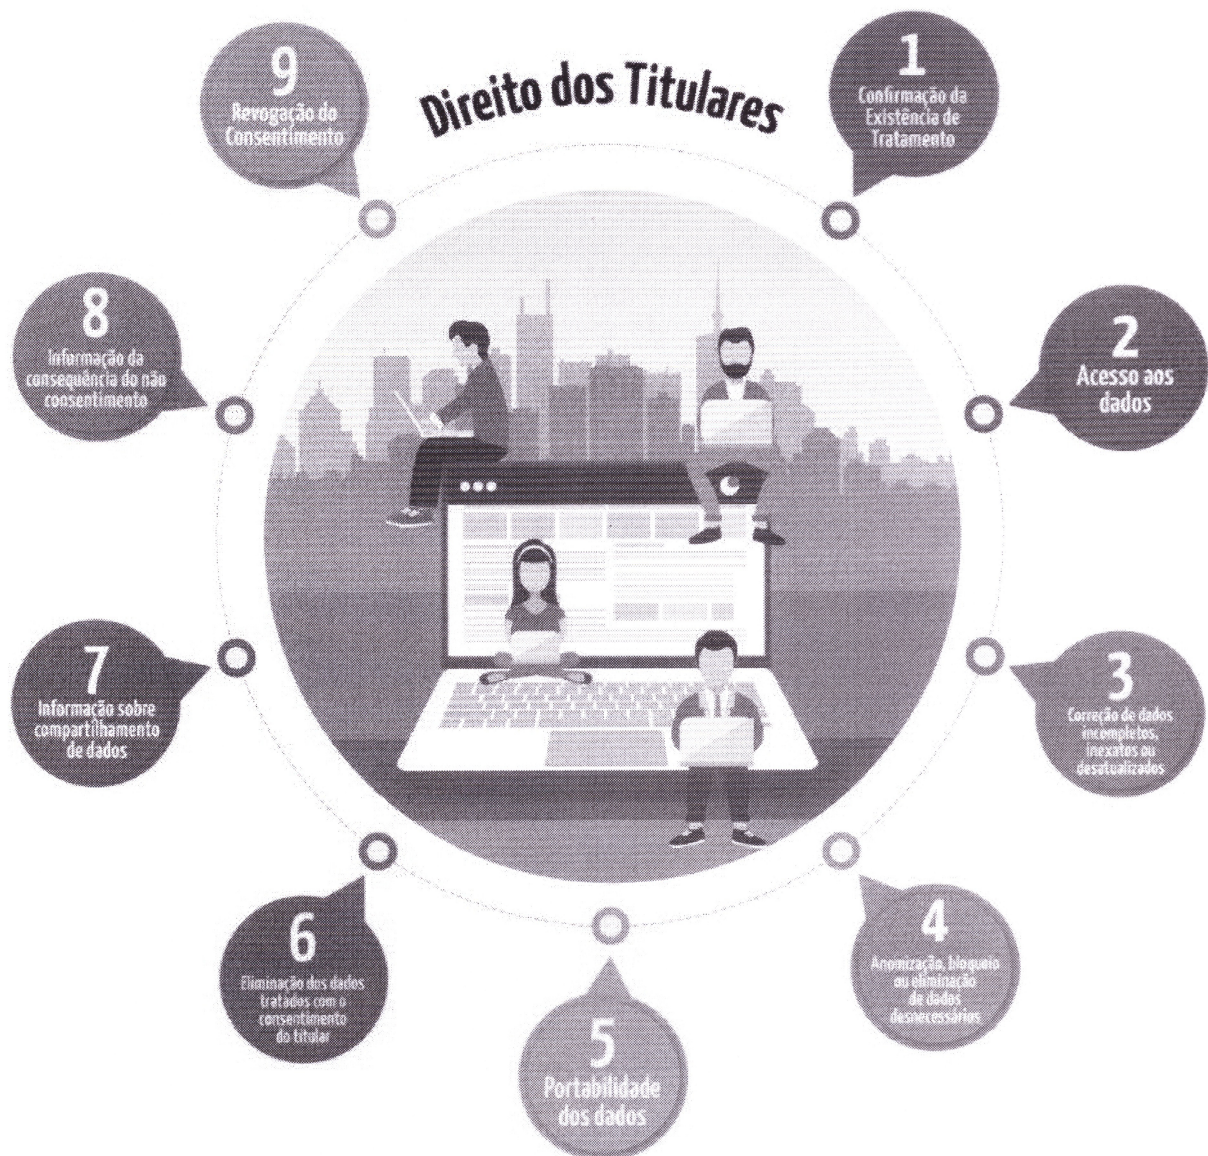 Direito dos Titulares
1
Confirmação da
Existência de
Tratamento
2
Acesso aos
dados
3
Correção de dados
incompletos,
inexatos ou
desatualizados
4
Anomização, bloqueio
ou eliminação
de dados
desnecessários
5
Portabilidade
dos dados
6
Eliminação dos dados
tratados com o
consentimento
do titular
7
Informação sobre
compartilhamento
de dados
8
Informação da
consequência do não
consentimento
9
Revogação do
Consentimento